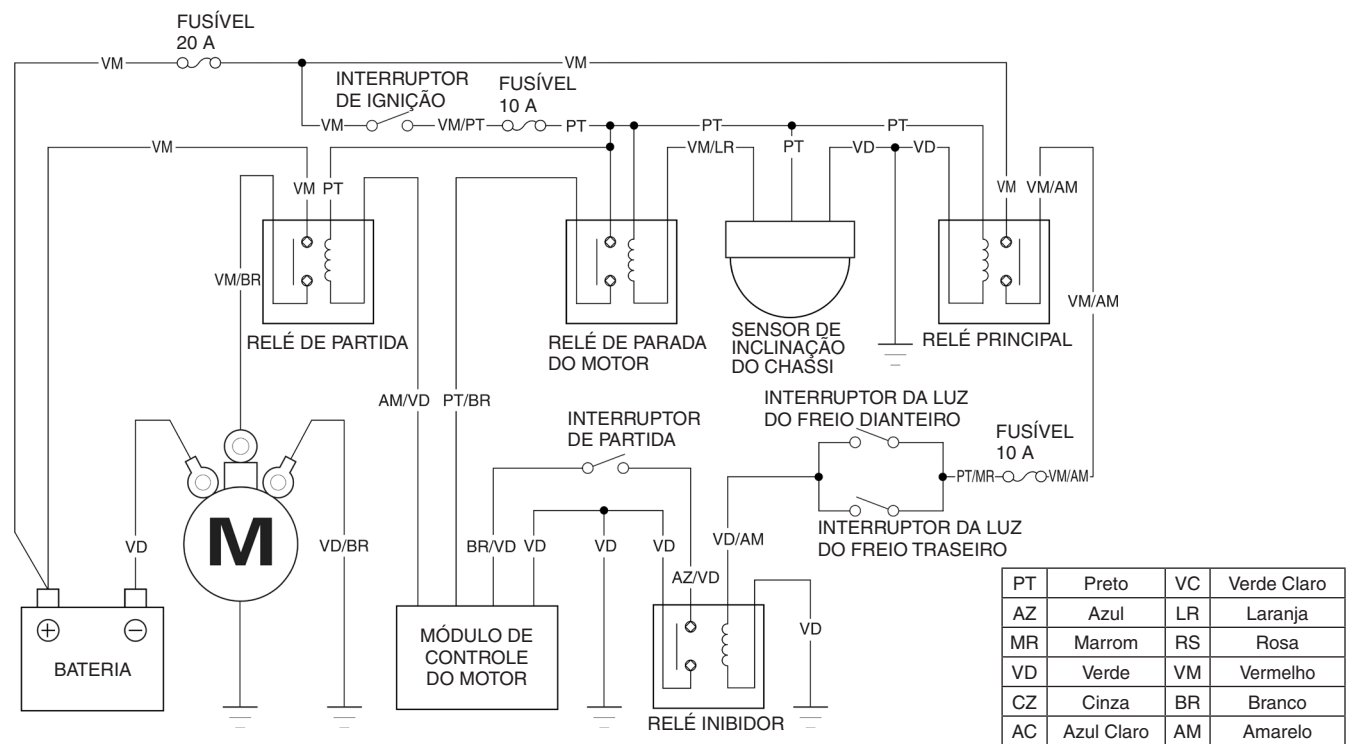 FUSÍVEL
20 A
VM
VM
INTERRUPTOR
DE IGNIÇÃO
FUSÍVEL
10 A
VM
VM/PT
PT
PT
PT
VM
VM/LR
PT
VD
VD
VM
PT
VM
VM/AM
VM/BR
VM/AM
RELÉ DE PARTIDA
RELÉ DE PARADA
DO MOTOR
SENSOR DE
INCLINAÇÃO
DO CHASSI
RELÉ PRINCIPAL
AM/VD
PT/BR
INTERRUPTOR
DE PARTIDA
INTERRUPTOR DA LUZ
DO FREIO DIANTEIRO
FUSÍVEL
10 A
PT/MR
VM/AM
INTERRUPTOR DA LUZ
DO FREIO TRASEIRO
M
VD
VD/BR
BR/VD
VD
VD
VD
VD/AM
AZ/VD
VD
+
−
BATERIA
MÓDULO DE
CONTROLE
DO MOTOR
RELÉ INIBIDOR
PT Preto VC Verde Claro
AZ Azul LR Laranja
MR Marrom RS Rosa
VD Verde VM Vermelho
CZ Cinza BR Branco
AC Azul Claro AM Amarelo